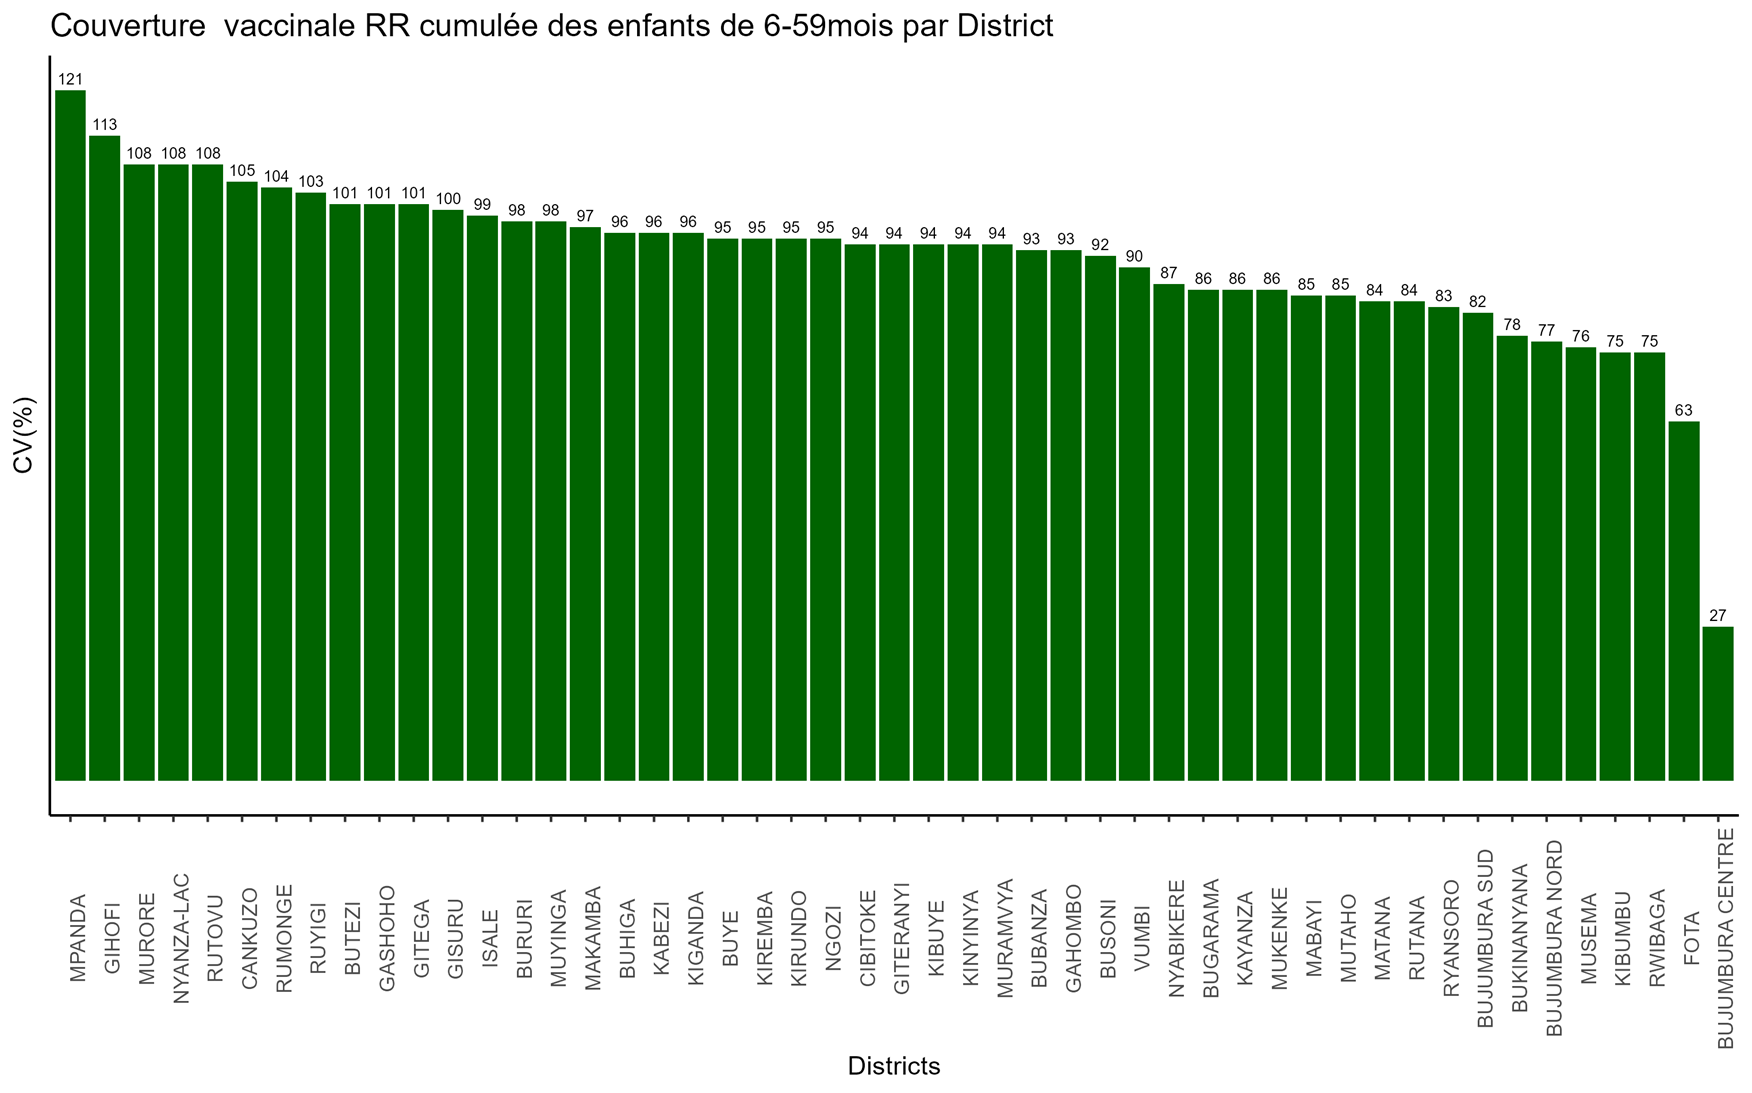 Couverture  vaccinale RR cumulée des enfants de 6-59mois par District
CV(%)
121
113
108
108
108
105
104
103
101
101
101
100
99
98
98
97
96
96
96
95
95
95
95
94
94
94
94
94
93
93
92
90
87
86
86
86
85
85
84
84
83
82
78
77
76
75
75
63
27
MPANDA
GIHOFI
MURORE
NYANZA-LAC
RUTOVU
CANKUZO
RUMONGE
RUYIGI
BUTEZI
GASHOHO
GITEGA
GISURU
ISALE
BURURI
MUYINGA
MAKAMBA
BUHIGA
KABEZI
KIGANDA
BUYE
KIREMBA
KIRUNDO
NGOZI
CIBITOKE
GITERANYI
KIBUYE
KINYINYA
MURAMVYA
BUBANZA
GAHOMBO
BUSONI
VUMBI
NYABIKERE
BUGARAMA
KAYANZA
MUKENKE
MABAYI
MUTAHO
MATANA
RUTANA
RYANSORO
BUJUMBURA SUD
BUKINANYANA
BUJUMBURA NORD
MUSEMA
KIBUMBU
RWIBAGA
FOTA
BUJUMBURA CENTRE
Districts